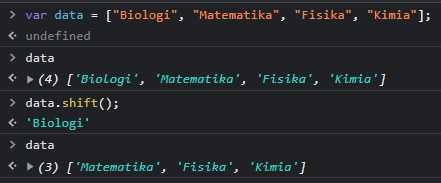 > var data = ["Biologi", "Matematika", "Fisika", "Kimia"];
<· undefined
> data
<· ▶ (4) ['Biologi', 'Matematika', 'Fisika', 'Kimia']
> data.shift();
<· 'Biologi'
> data
<· ▶ (3) ['Matematika', 'Fisika', 'Kimia']